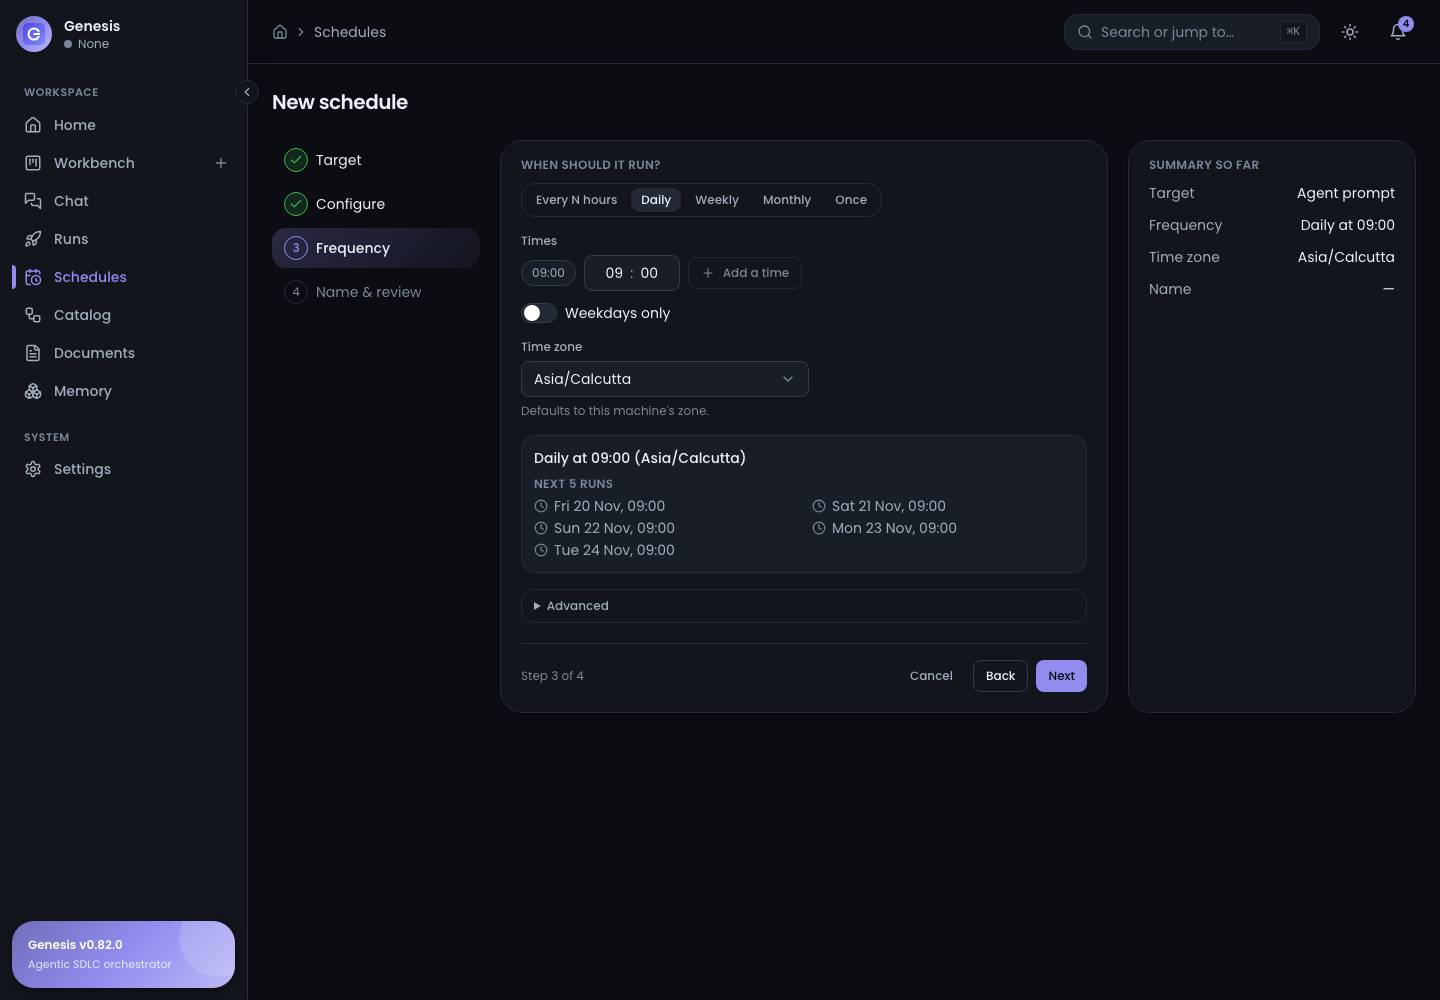 Genesis
None
WORKSPACE
Home
Workbench
Chat
Runs
Schedules
Catalog
Documents
Memory
SYSTEM
Settings
Genesis v0.82.0
Agentic SDLC orchestrator
Schedules
Search or jump to...
⌘K
4
New schedule
Target
Configure
3 Frequency
4 Name & review
WHEN SHOULD IT RUN?
Every N hours Daily Weekly Monthly Once
Times
09:00 09 : 00 + Add a time
Weekdays only
Time zone
Asia/Calcutta
Defaults to this machine's zone.
Daily at 09:00 (Asia/Calcutta)
NEXT 5 RUNS
Fri 20 Nov, 09:00 Sat 21 Nov, 09:00
Sun 22 Nov, 09:00 Mon 23 Nov, 09:00
Tue 24 Nov, 09:00
Advanced
Step 3 of 4 Cancel Back Next
SUMMARY SO FAR
Target Agent prompt
Frequency Daily at 09:00
Time zone Asia/Calcutta
Name —